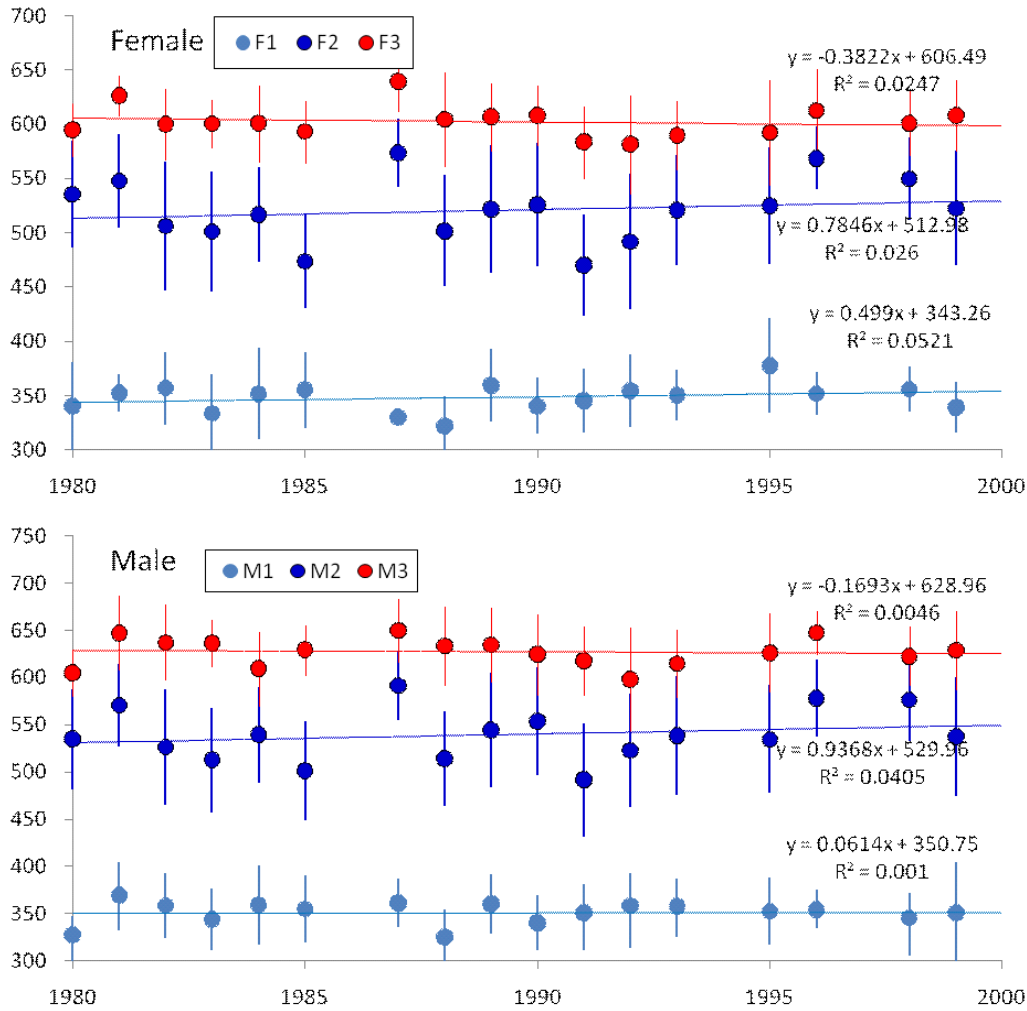 700
Female
F1 F2 F3
y = -0.3822x + 606.49
R² = 0.0247
650
600
550
500
y = 0.7846x + 512.98
R² = 0.026
450
400
y = 0.499x + 343.26
R² = 0.0521
350
300
1980 1985 1990 1995 2000
750
Male
M1 M2 M3
700
y = -0.1693x + 628.96
R² = 0.0046
650
600
550
y = 0.9368x + 529.96
R² = 0.0405
500
450
400
y = 0.0614x + 350.75
R² = 0.001
350
300
1980 1985 1990 1995 2000